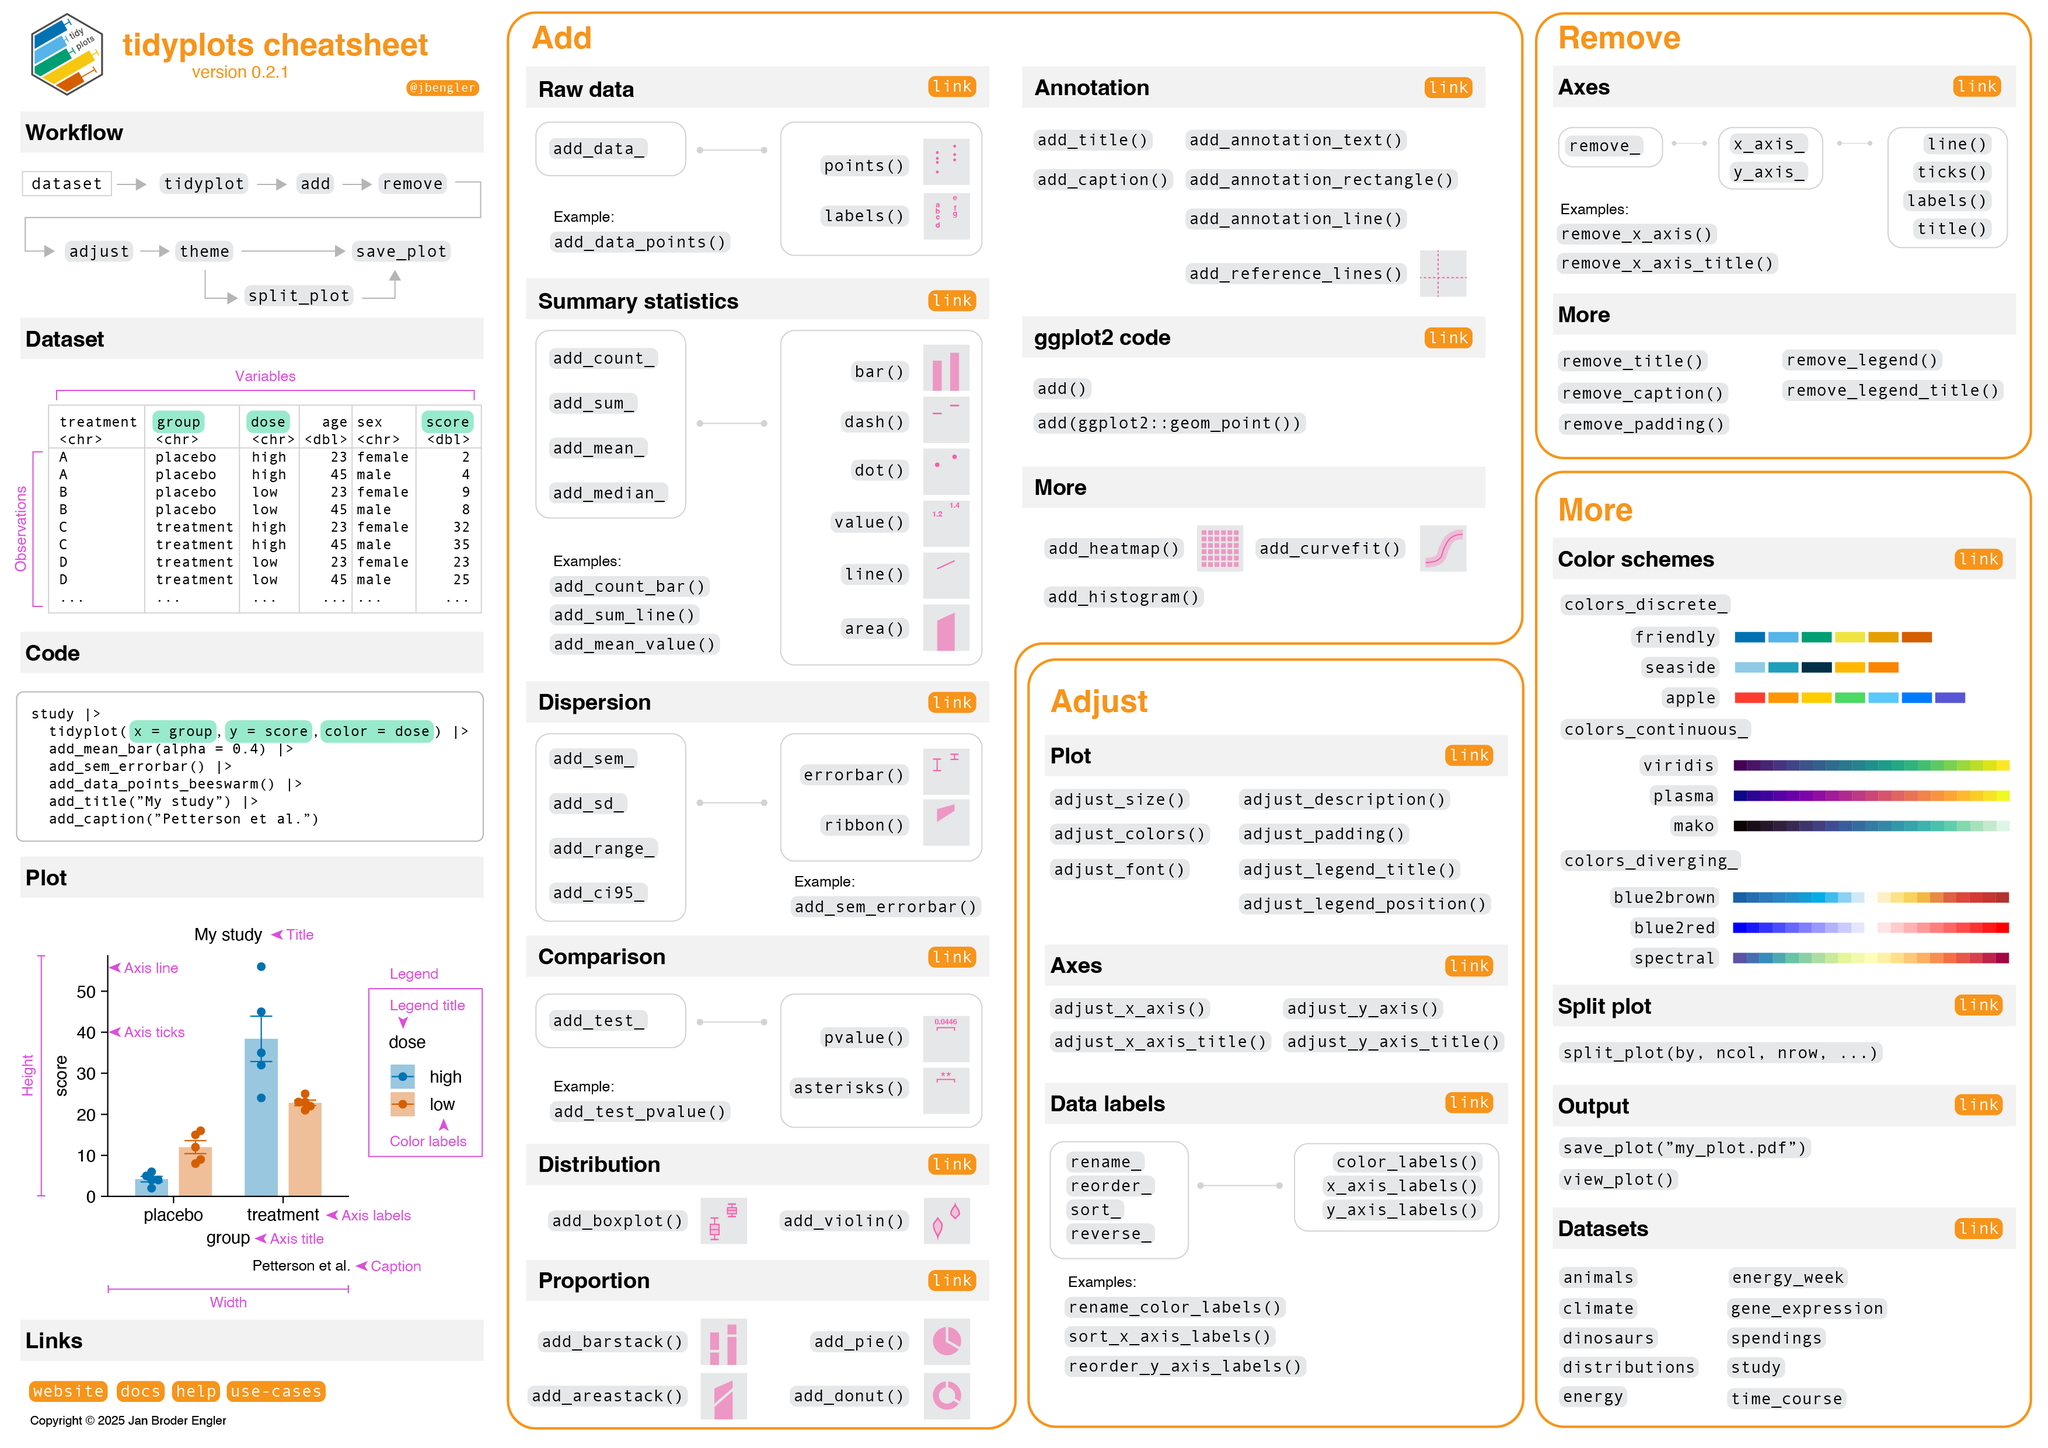 tidy
plots
tidyplots cheatsheet
version 0.2.1
@jbengler
Workflow
dataset tidyplot add remove
adjust theme save_plot
split_plot
Dataset
Variables
treatment group dose age sex score
<chr> <chr> <chr> <dbl> <chr> <dbl>
A placebo high 23 female 2
A placebo high 45 male 4
B placebo low 23 female 9
B placebo low 45 male 8
C treatment high 23 female 32
C treatment high 45 male 35
D treatment low 23 female 23
D treatment low 45 male 25
... ... ... ... ... ...
Observations
Code
study |>
tidyplot(x = group, y = score, color = dose) |>
add_mean_bar(alpha = 0.4) |>
add_sem_errorbar() |>
add_data_points_beeswarm() |>
add_title("My study") |>
add_caption("Petterson et al.")
Plot
My study Title
Axis line
Axis ticks
Height
score
50
40
30
20
10
0
Legend
Legend title
dose
high
low
Color labels
placebo treatment Axis labels
group Axis title
Petterson et al. Caption
Width
Links
website docs help use-cases
Copyright © 2025 Jan Broder Engler
Add
Raw data link
add_data_
points()
labels()
a
b
c
d
e
f
g
Example:
add_data_points()
Summary statistics link
add_count_
add_sum_
add_mean_
add_median_
bar()
dash()
dot()
value() 1.2 1.4
line()
area()
Examples:
add_count_bar()
add_sum_line()
add_mean_value()
Dispersion link
add_sem_
add_sd_
add_range_
add_ci95_
errorbar()
ribbon()
Example:
add_sem_errorbar()
Comparison link
add_test_
pvalue() 0.0446
asterisks() **
Example:
add_test_pvalue()
Distribution link
add_boxplot() add_violin()
Proportion link
add_barstack() add_pie()
add_areastack() add_donut()
Annotation link
add_title() add_annotation_text()
add_caption() add_annotation_rectangle()
add_annotation_line()
add_reference_lines()
ggplot2 code link
add()
add(ggplot2::geom_point())
More
add_heatmap() add_curvefit()
add_histogram()
Adjust
Plot link
adjust_size() adjust_description()
adjust_colors() adjust_padding()
adjust_font() adjust_legend_title()
adjust_legend_position()
Axes link
adjust_x_axis() adjust_y_axis()
adjust_x_axis_title() adjust_y_axis_title()
Data labels link
rename_
reorder_
sort_
reverse_
color_labels()
x_axis_labels()
y_axis_labels()
Examples:
rename_color_labels()
sort_x_axis_labels()
reorder_y_axis_labels()
Remove
Axes link
remove_
x_axis_
y_axis_
line()
ticks()
labels()
title()
Examples:
remove_x_axis()
remove_x_axis_title()
More
remove_title() remove_legend()
remove_caption() remove_legend_title()
remove_padding()
More
Color schemes link
colors_discrete_
friendly
seaside
apple
colors_continuous_
viridis
plasma
mako
colors_diverging_
blue2brown
blue2red
spectral
Split plot link
split_plot(by, ncol, nrow, ...)
Output link
save_plot("my_plot.pdf")
view_plot()
Datasets link
animals energy_week
climate gene_expression
dinosaurs spendings
distributions study
energy time_course